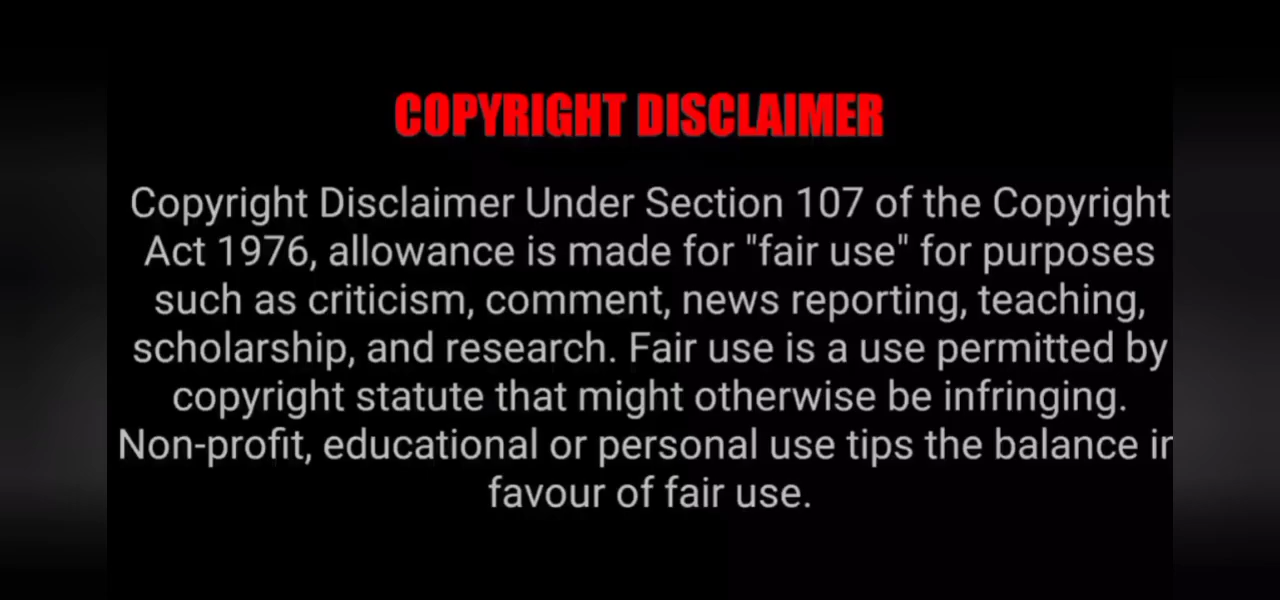 COPYRIGHT DISCLAIMER
Copyright Disclaimer Under Section 107 of the Copyright
Act 1976, allowance is made for "fair use" for purposes
such as criticism, comment, news reporting, teaching,
scholarship, and research. Fair use is a use permitted by
copyright statute that might otherwise be infringing.
Non-profit, educational or personal use tips the balance in
favour of fair use.